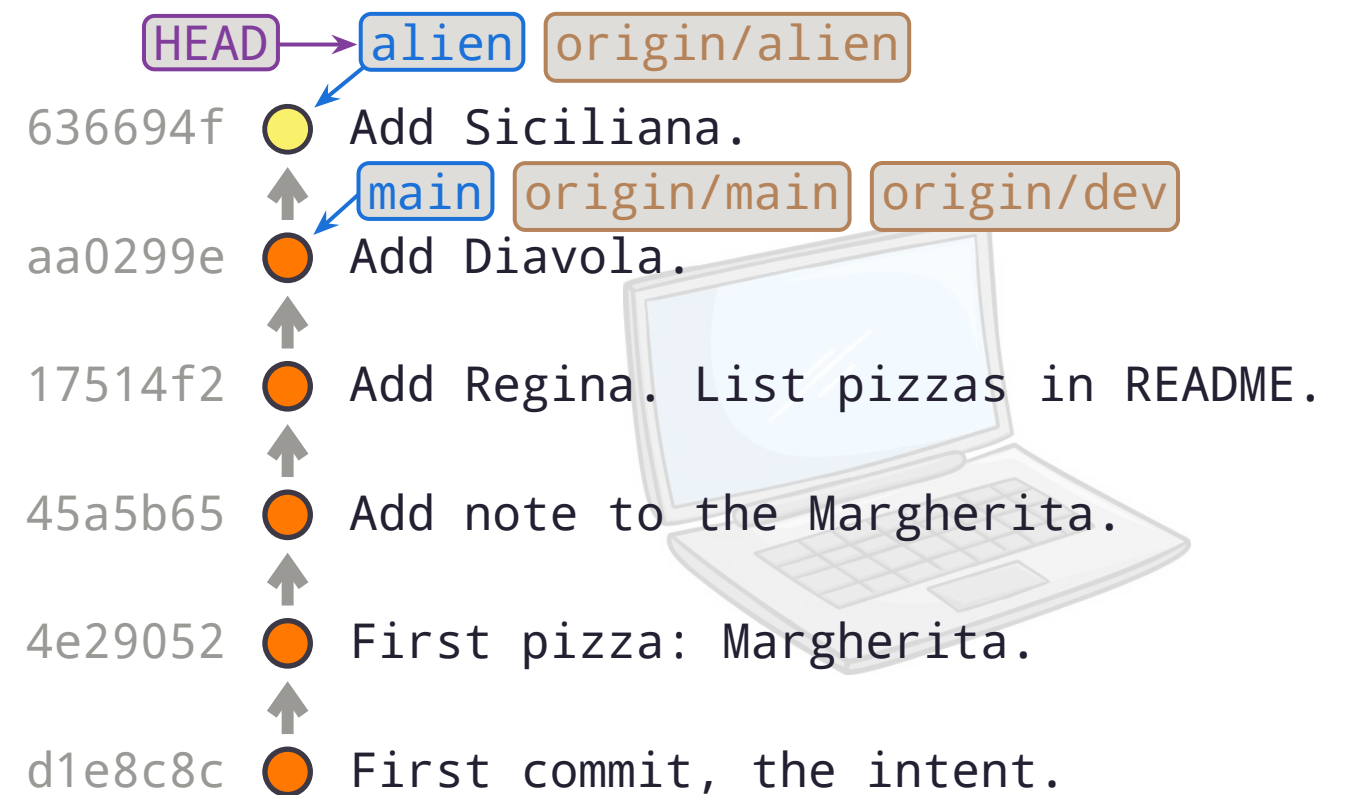 HEAD alien origin/alien
636694f Add Siciliana.
main origin/main origin/dev
aa0299e Add Diavola.
17514f2 Add Regina. List pizzas in README.
45a5b65 Add note to the Margherita.
4e29052 First pizza: Margherita.
d1e8c8c First commit, the intent.